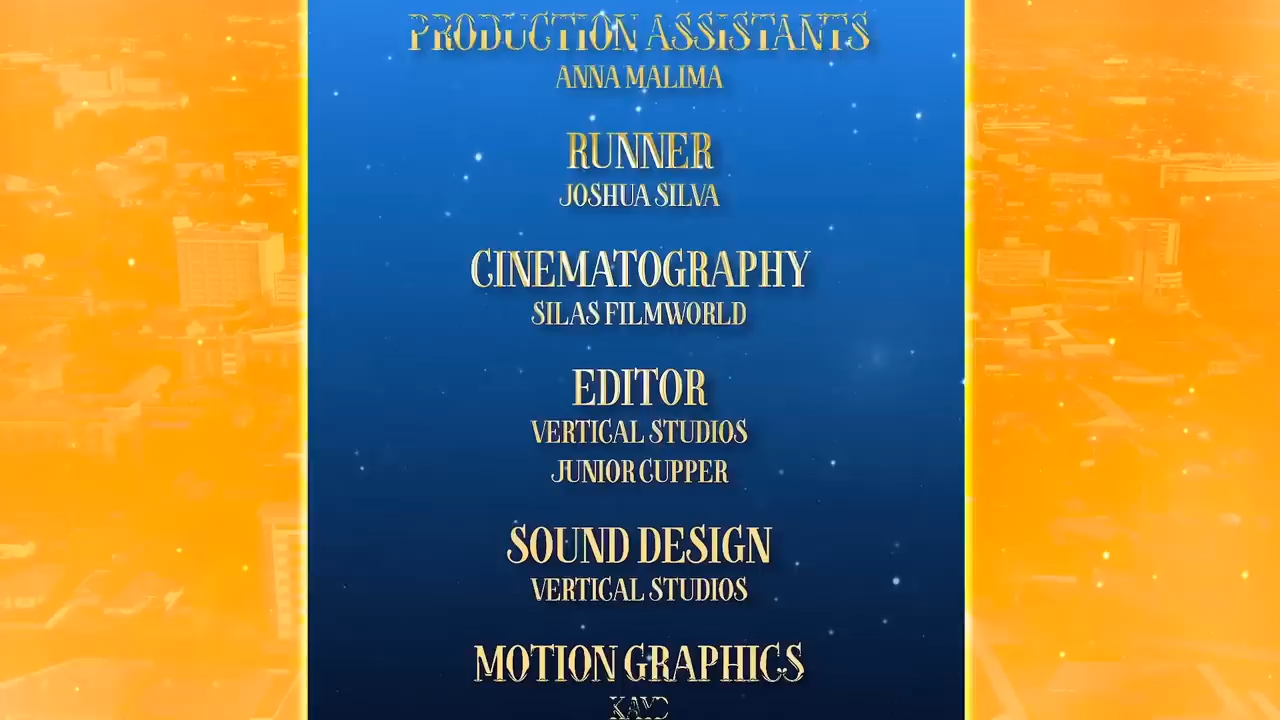 PRODUCTION ASSISTANTS
ANNA MALIMA
RUNNER
JOSHUA SILVA
CINEMATOGRAPHY
SILAS FILMWORLD
EDITOR
VERTICAL STUDIOS
JUNIOR CUPPER
SOUND DESIGN
VERTICAL STUDIOS
MOTION GRAPHICS